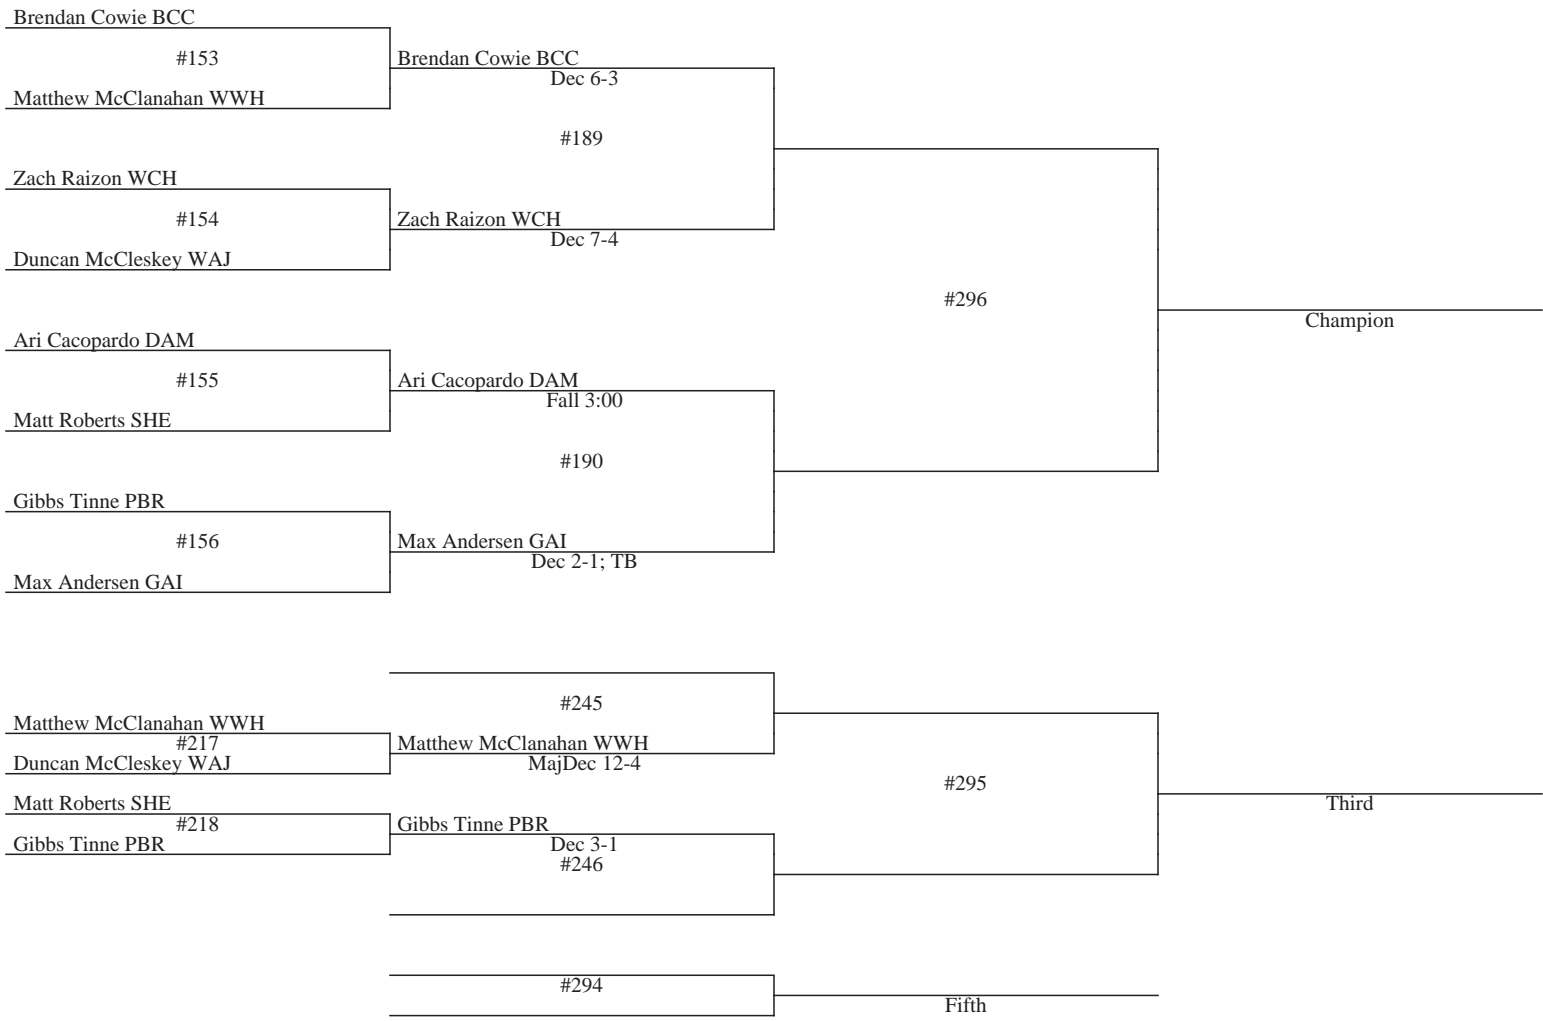 Brendan Cowie BCC
#153
Brendan Cowie BCC
Dec 6-3
Matthew McClanahan WWH
#189
Zach Raizon WCH
#154
Zach Raizon WCH
Dec 7-4
Duncan McCleskey WAJ
#296
Champion
Ari Cacopardo DAM
#155
Ari Cacopardo DAM
Fall 3:00
Matt Roberts SHE
#190
Gibbs Tinne PBR
#156
Max Andersen GAI
Dec 2-1; TB
Max Andersen GAI
#245
Matthew McClanahan WWH
#217
Matthew McClanahan WWH
Duncan McCleskey WAJ
MajDec 12-4
#295
Matt Roberts SHE
Third
#218
Gibbs Tinne PBR
Gibbs Tinne PBR
Dec 3-1
#246
#294
Fifth